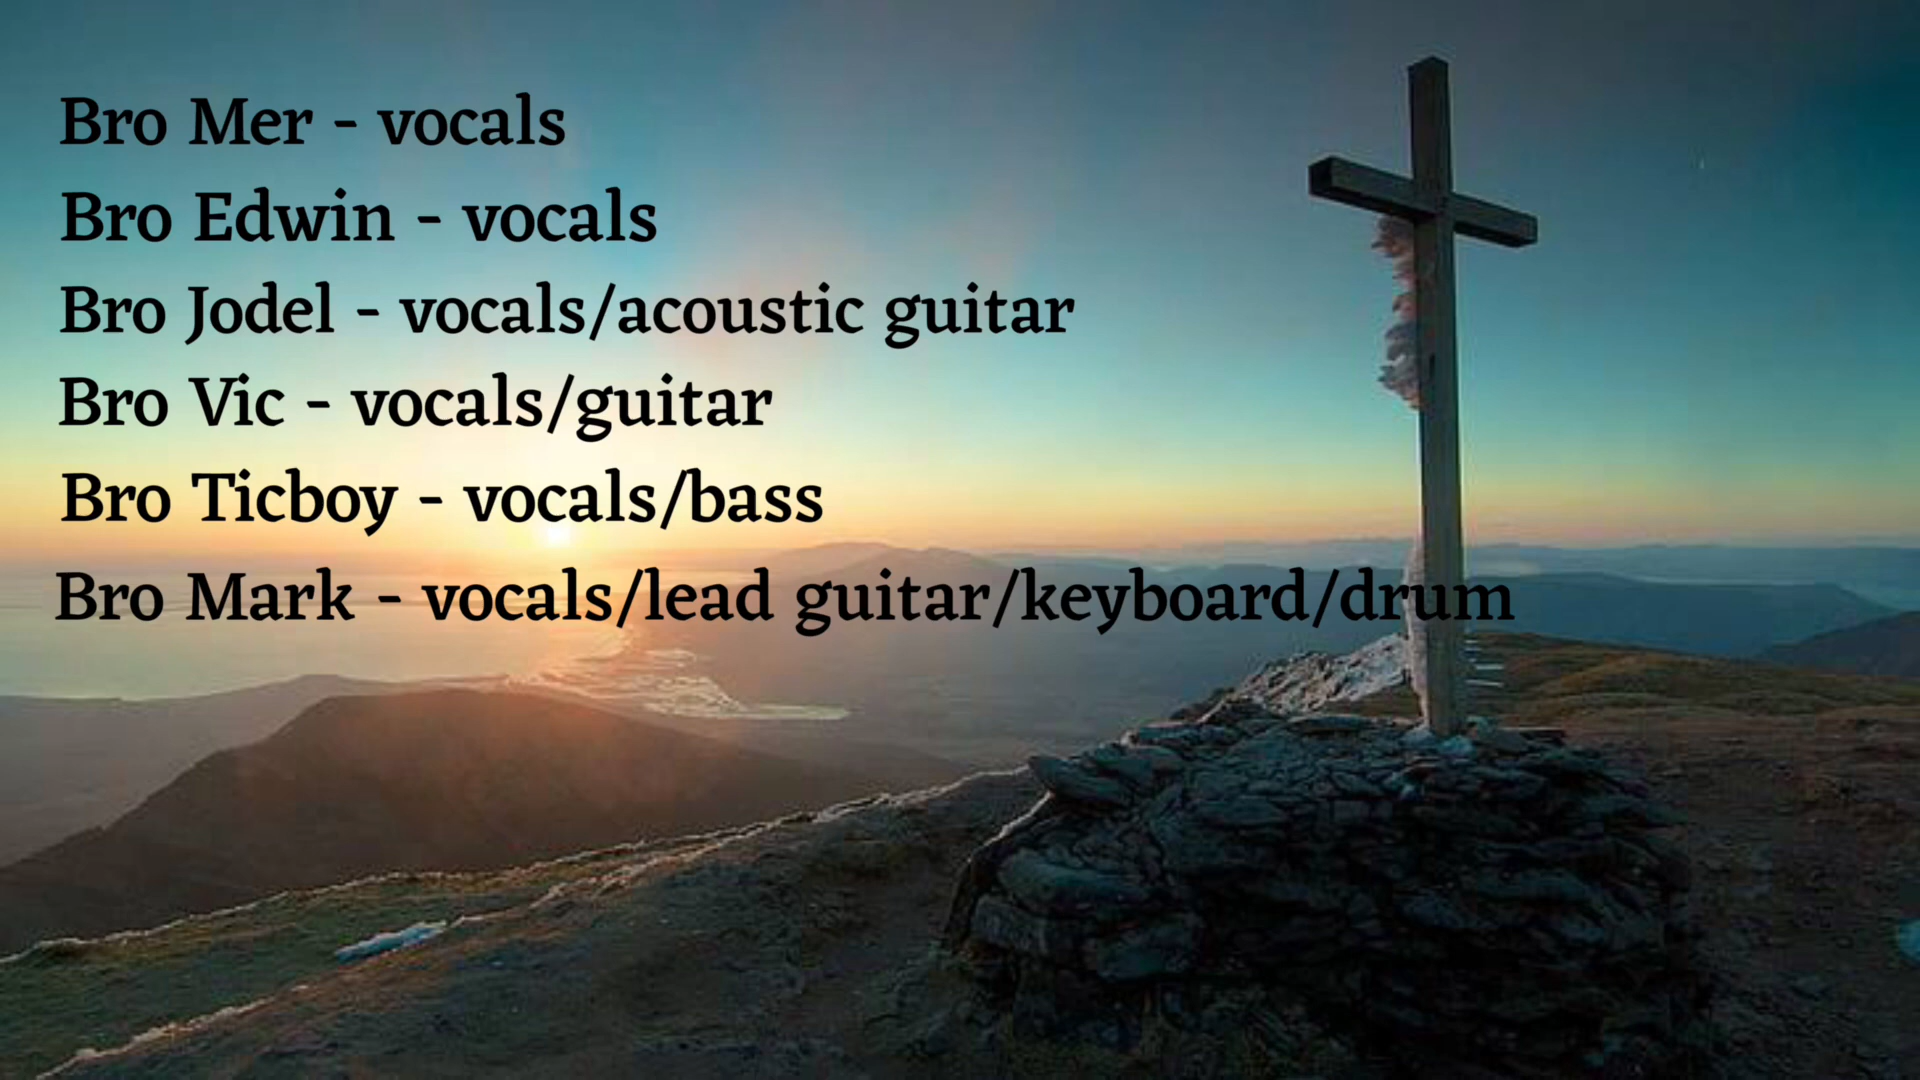 Bro Mer - vocals
Bro Edwin - vocals
Bro Jodel - vocals/acoustic guitar
Bro Vic - vocals/guitar
Bro Ticboy - vocals/bass
Bro Mark - vocals/lead guitar/keyboard/drum